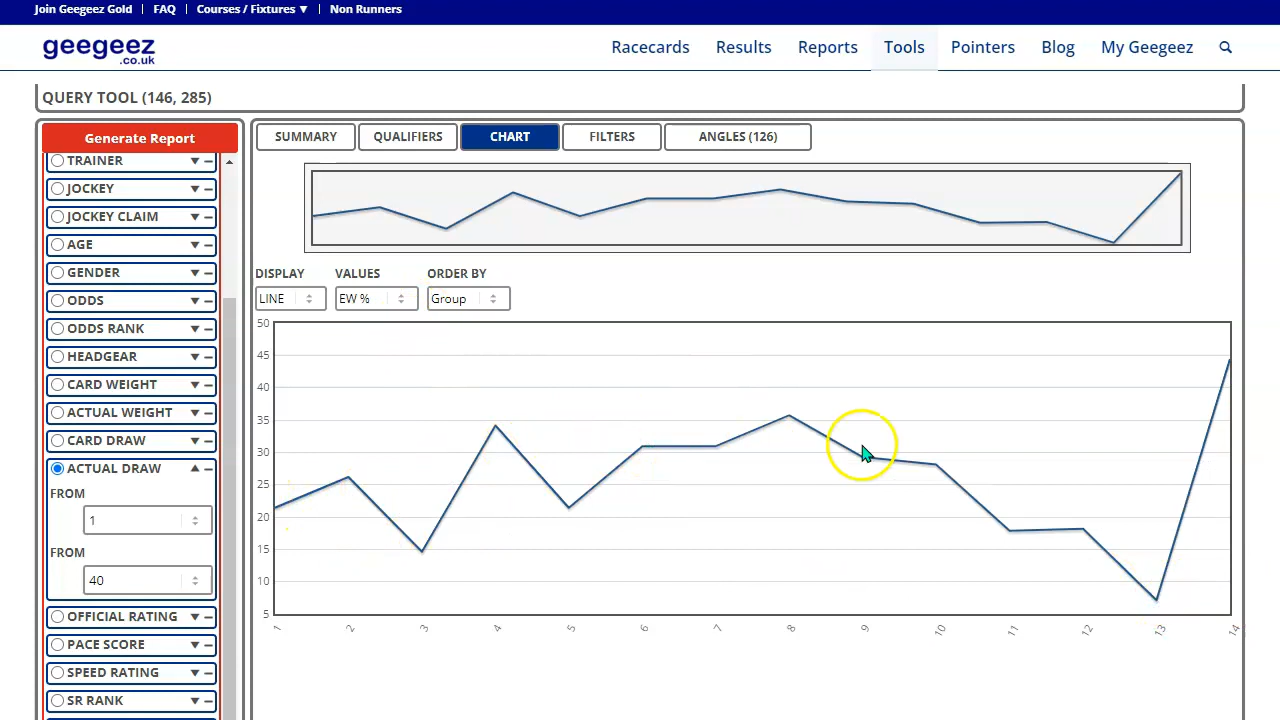 Join Geegeez Gold | FAQ | Courses / Fixtures ▼ | Non Runners
geegeez
.co.uk
Racecards Results Reports Tools Pointers Blog My Geegeez
QUERY TOOL (146, 285)
Generate Report
SUMMARY QUALIFIERS CHART FILTERS ANGLES (126)
TRAINER
JOCKEY
JOCKEY CLAIM
AGE
GENDER
ODDS
ODDS RANK
HEADGEAR
CARD WEIGHT
ACTUAL WEIGHT
CARD DRAW
ACTUAL DRAW
FROM
1
FROM
40
OFFICIAL RATING
PACE SCORE
SPEED RATING
SR RANK
DISPLAY VALUES ORDER BY
LINE EW % Group
50
45
40
35
30
25
20
15
10
5
1 2 3 4 5 6 7 8 9 10 11 12 13 14